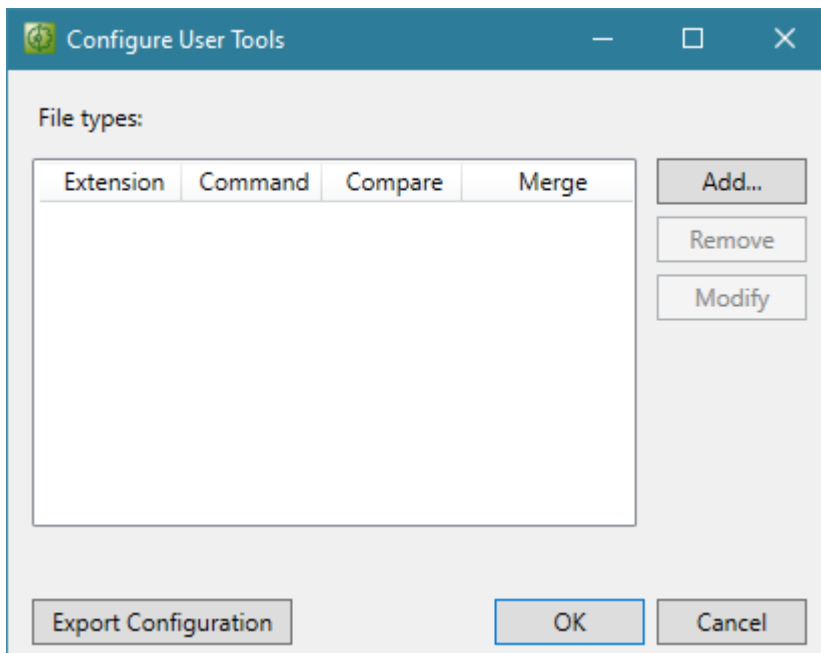 Configure User Tools
File types:
Extension Command Compare Merge
Add...
Remove
Modify
Export Configuration OK Cancel